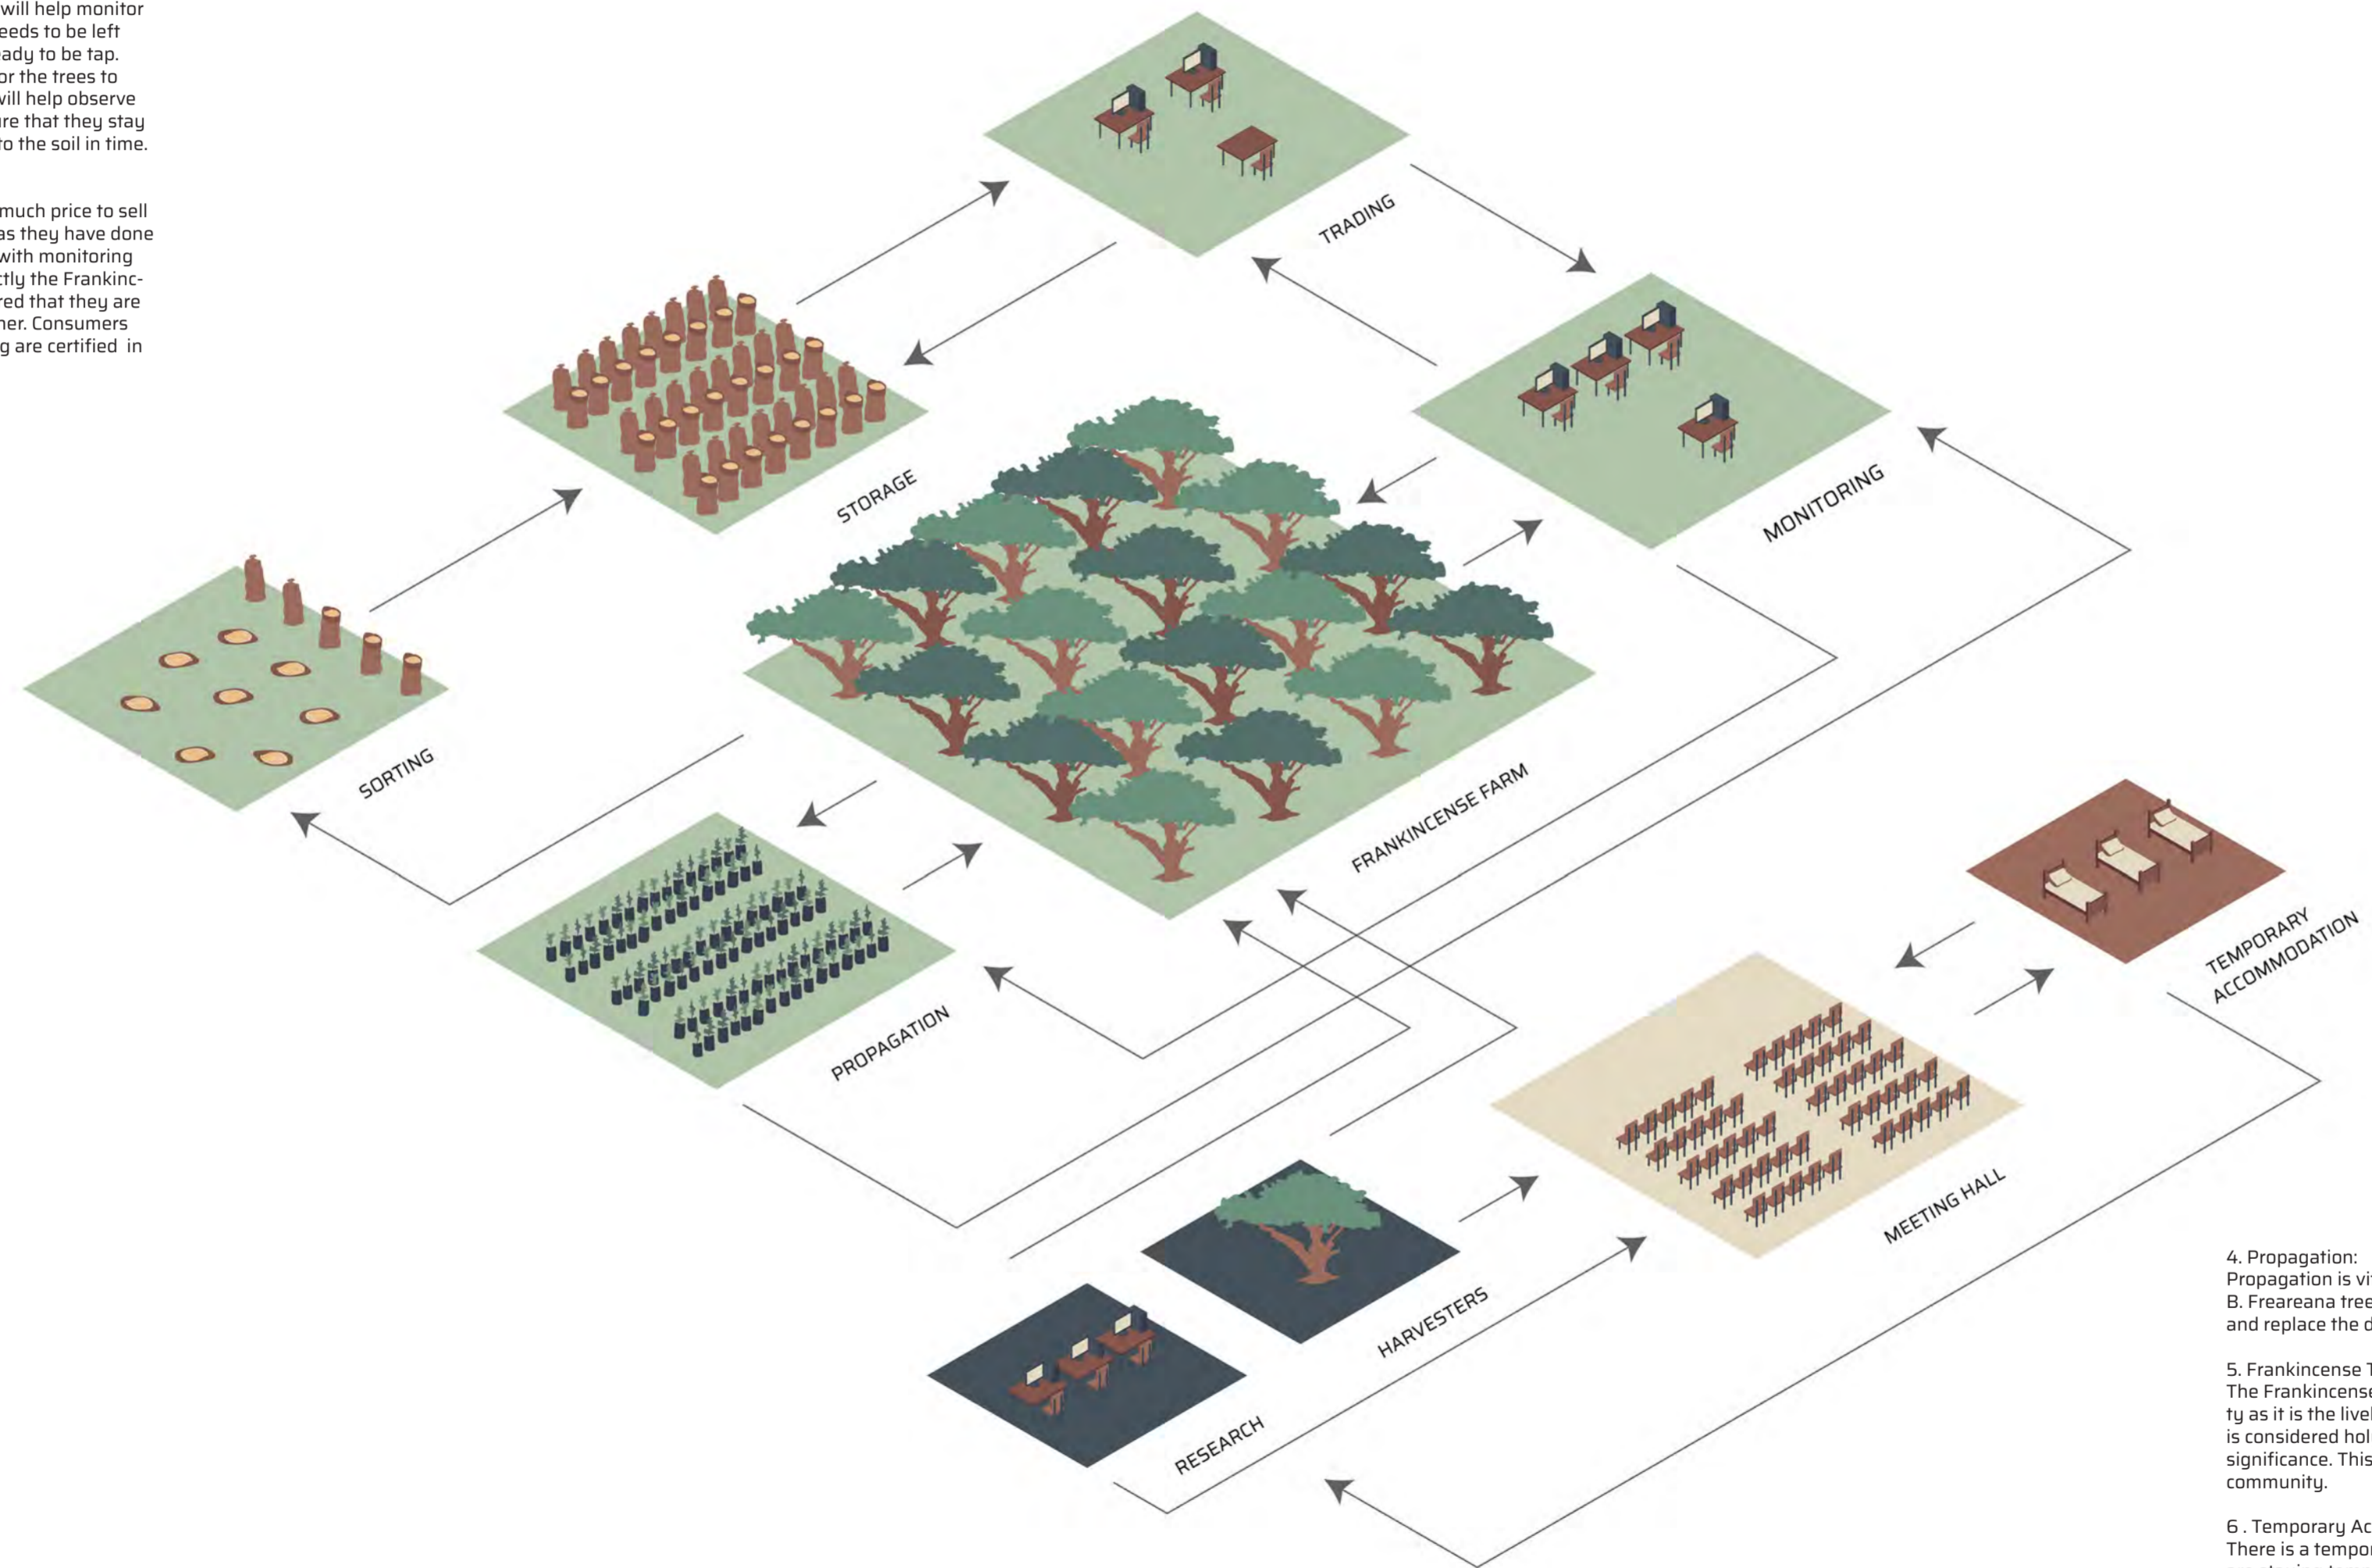 will help monitor
eeds to be left
eady to be tap.
or the trees to
will help observe
ure that they stay
to the soil in time.
much price to sell
as they have done
with monitoring
ctly the Frankinc-
red that they are
ner. Consumers
g are certified in
TRADING
STORAGE
MONITORING
SORTING
FRANKINCENSE FARM
TEMPORARY
ACCOMMODATION
PROPAGATION
MEETING HALL
HARVESTERS
RESEARCH
4. Propagation:
Propagation is vi
B. Freareana tree
and replace the d
5. Frankincense T
The Frankincense
ty as it is the livel
is considered hol
significance. This
community.
6 . Temporary Ac
There is a tempor